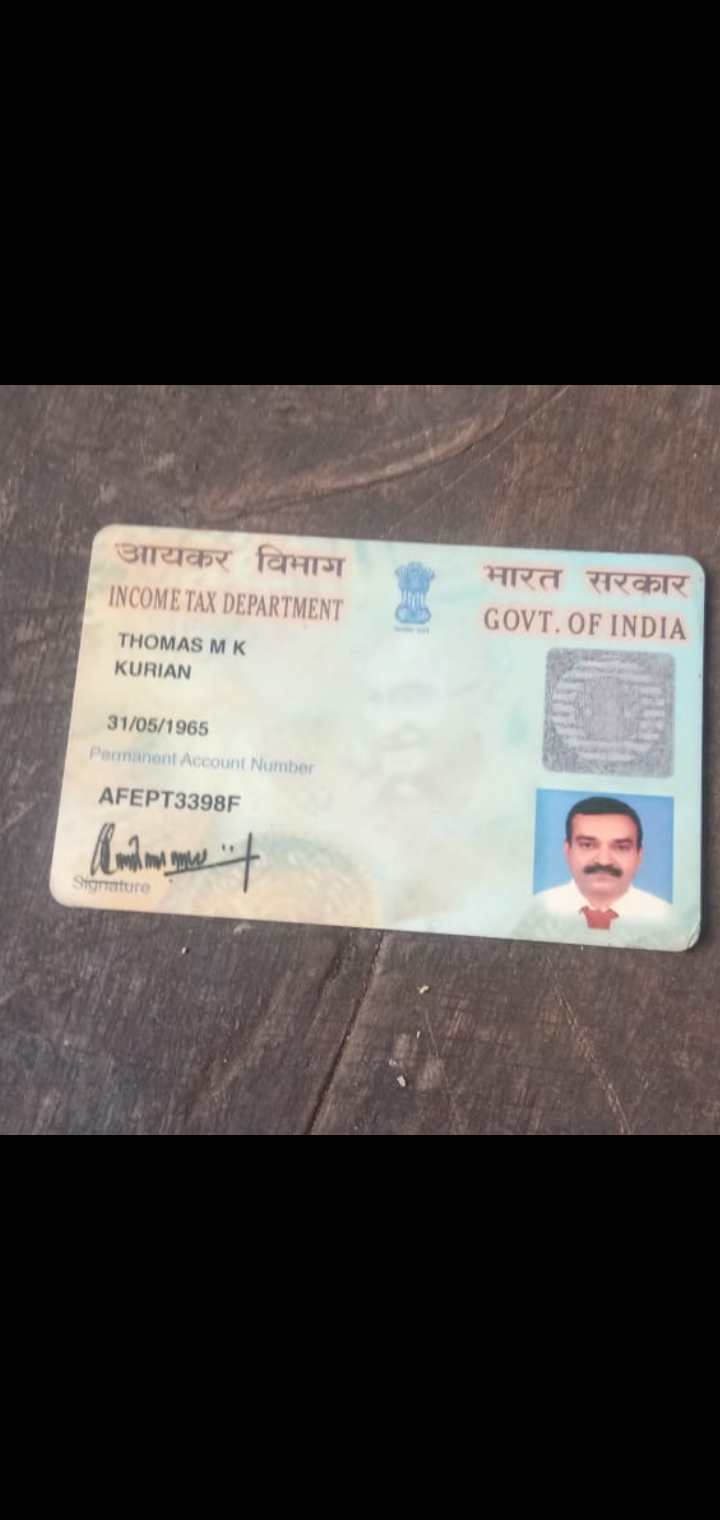 आयकर विभाग
INCOME TAX DEPARTMENT
भारत सरकार
GOVT. OF INDIA
THOMAS M K
KURIAN
31/05/1965
Permanent Account Number
AFEPT3398F
Signature